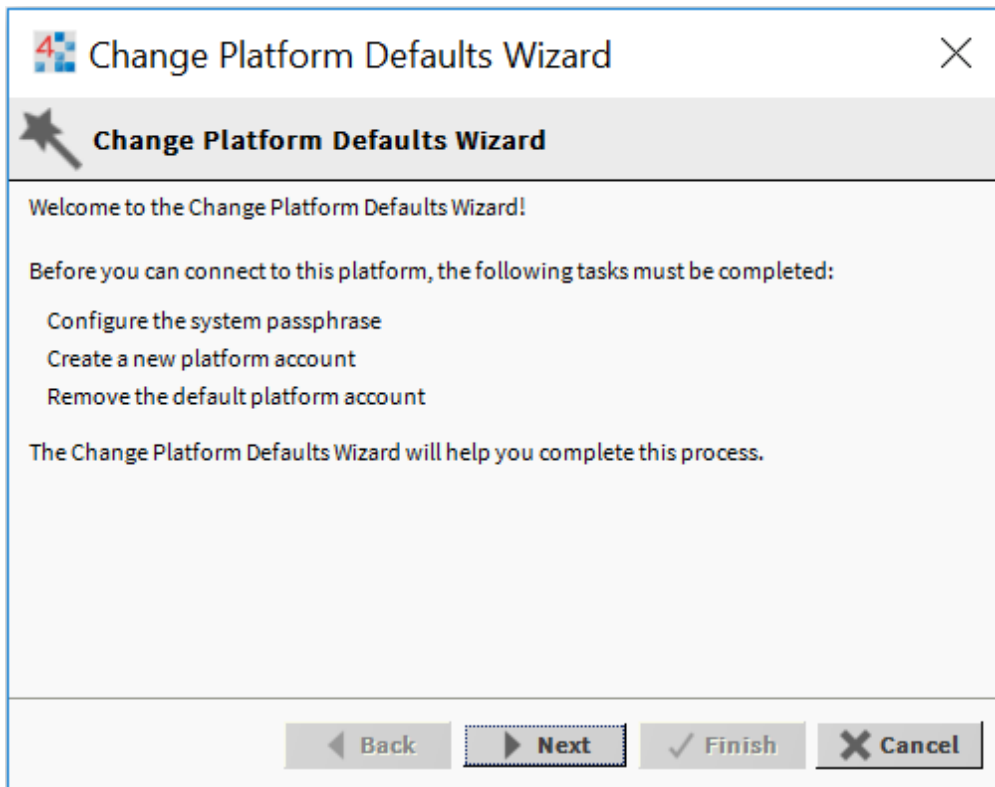 4
Change Platform Defaults Wizard
Change Platform Defaults Wizard
Welcome to the Change Platform Defaults Wizard!
Before you can connect to this platform, the following tasks must be completed:
Configure the system passphrase
Create a new platform account
Remove the default platform account
The Change Platform Defaults Wizard will help you complete this process.
Back Next Finish Cancel